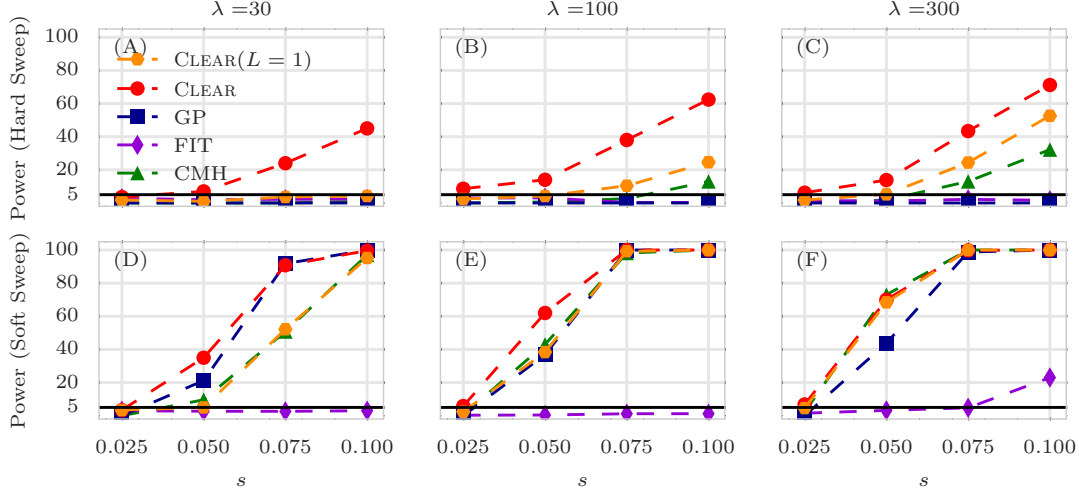 λ =30
λ =100
λ =300
Power (Hard Sweep)
100
80
60
40
20
5
(A)
CLEAR(L = 1)
CLEAR
GP
FIT
CMH
(B)
(C)
Power (Soft Sweep)
100
80
60
40
20
5
(D)
(E)
(F)
0.025 0.050 0.075 0.100
0.025 0.050 0.075 0.100
0.025 0.050 0.075 0.100
s
s
s